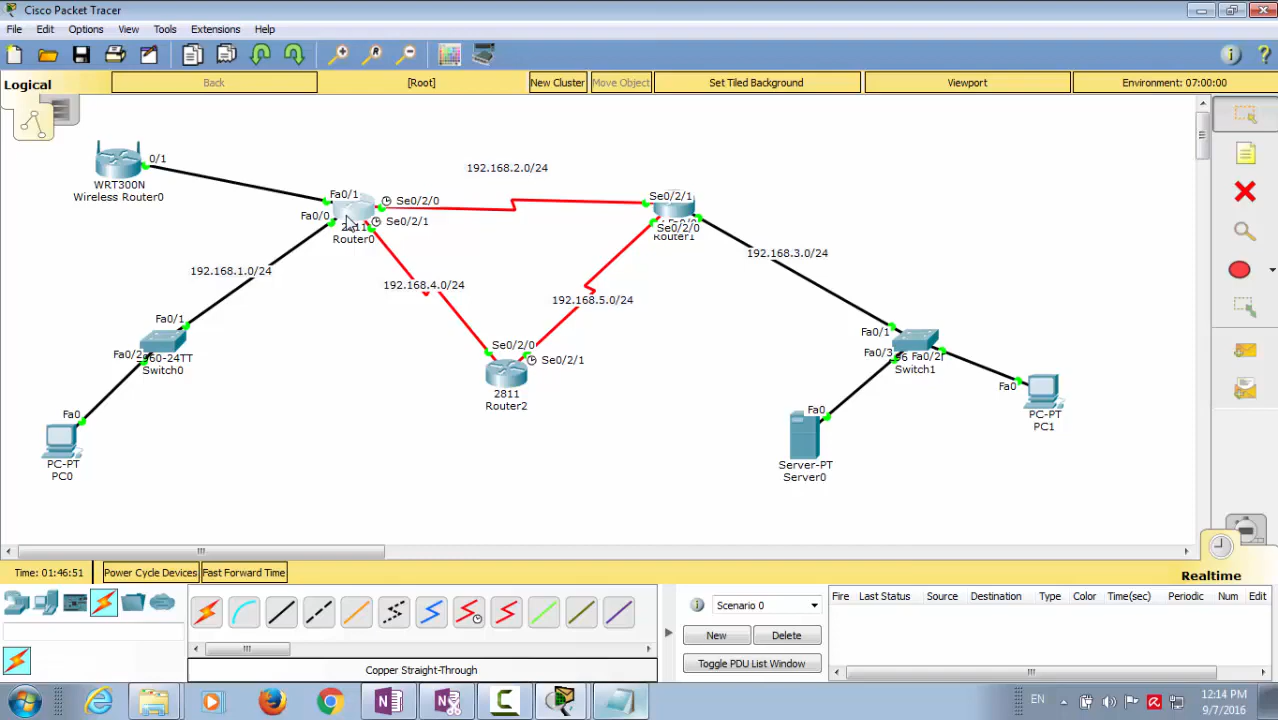 Cisco Packet Tracer
File Edit Options View Tools Extensions Help
Logical
Back
[Root]
New Cluster
Move Object
Set Tiled Background
Viewport
Environment: 07:00:00
0/1
WRT300N
Wireless Router0
192.168.2.0/24
Fa0/1
Se0/2/0
Fa0/0
Se0/2/1
Router0
Se0/2/1
Se0/2/0
Router1
192.168.1.0/24
192.168.4.0/24
192.168.5.0/24
192.168.3.0/24
Fa0/1
Fa0/2
960-24TT
Switch0
Se0/2/0
Se0/2/1
2811
Router2
Fa0/1
Fa0/3
Fa0/2
Switch1
Fa0
PC-PT
PC0
Fa0
Server-PT
Server0
Fa0
PC-PT
PC1
Time: 01:46:51
Power Cycle Devices
Fast Forward Time
Realtime
Scenario 0
New
Delete
Toggle PDU List Window
Fire Last Status Source Destination Type Color Time(sec) Periodic Num Edit
Copper Straight-Through
EN
12:14 PM
9/7/2016